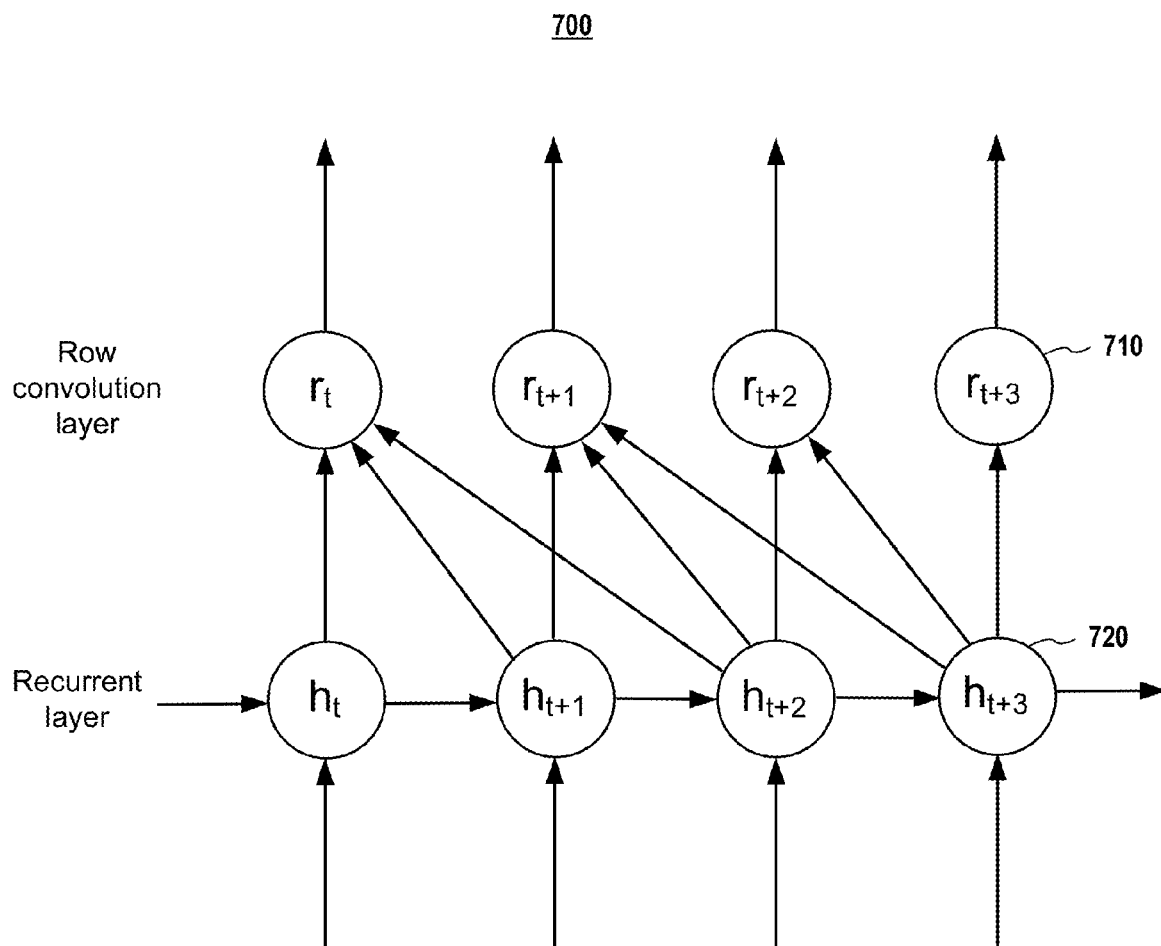 700
Row
convolution
layer
r_t
r_{t+1}
r_{t+2}
r_{t+3}
710
Recurrent
layer
h_t
h_{t+1}
h_{t+2}
h_{t+3}
720